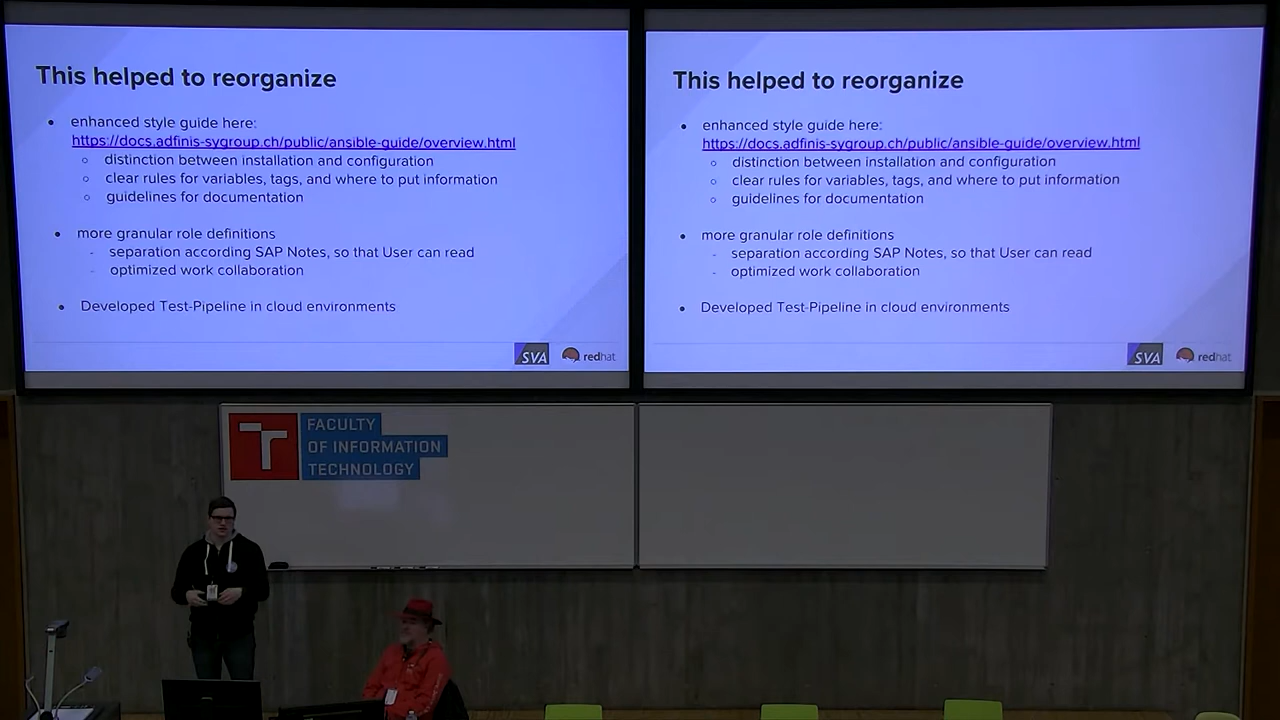 This helped to reorganize
enhanced style guide here:
https://docs.adfinis-sygroup.ch/public/ansible-guide/overview.html
distinction between installation and configuration
clear rules for variables, tags, and where to put information
guidelines for documentation
more granular role definitions
separation according SAP Notes, so that User can read
optimized work collaboration
Developed Test-Pipeline in cloud environments
SVA redhat
This helped to reorganize
enhanced style guide here:
https://docs.adfinis-sygroup.ch/public/ansible-guide/overview.html
distinction between installation and configuration
clear rules for variables, tags, and where to put information
guidelines for documentation
more granular role definitions
separation according SAP Notes, so that User can read
optimized work collaboration
Developed Test-Pipeline in cloud environments
SVA redhat
T FACULTY
OF INFORMATION
TECHNOLOGY